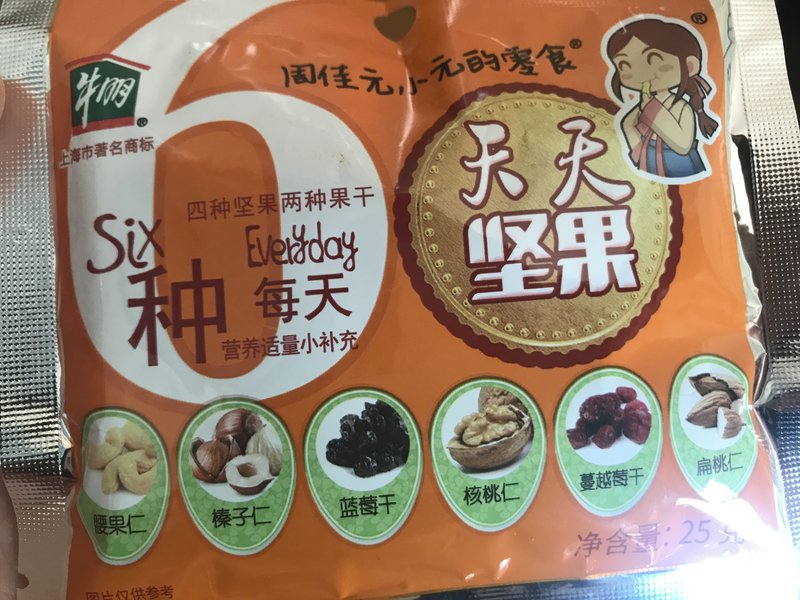 周佳元,小元的零食®
®
牛明®
上海市著名商标
天天
坚果
6
四种坚果两种果干
Six
Everyday
种
每天
营养适量小补充
腰果仁
榛子仁
蓝莓干
核桃仁
蔓越莓干
扁桃仁
净含量: 25克
图片仅供参考